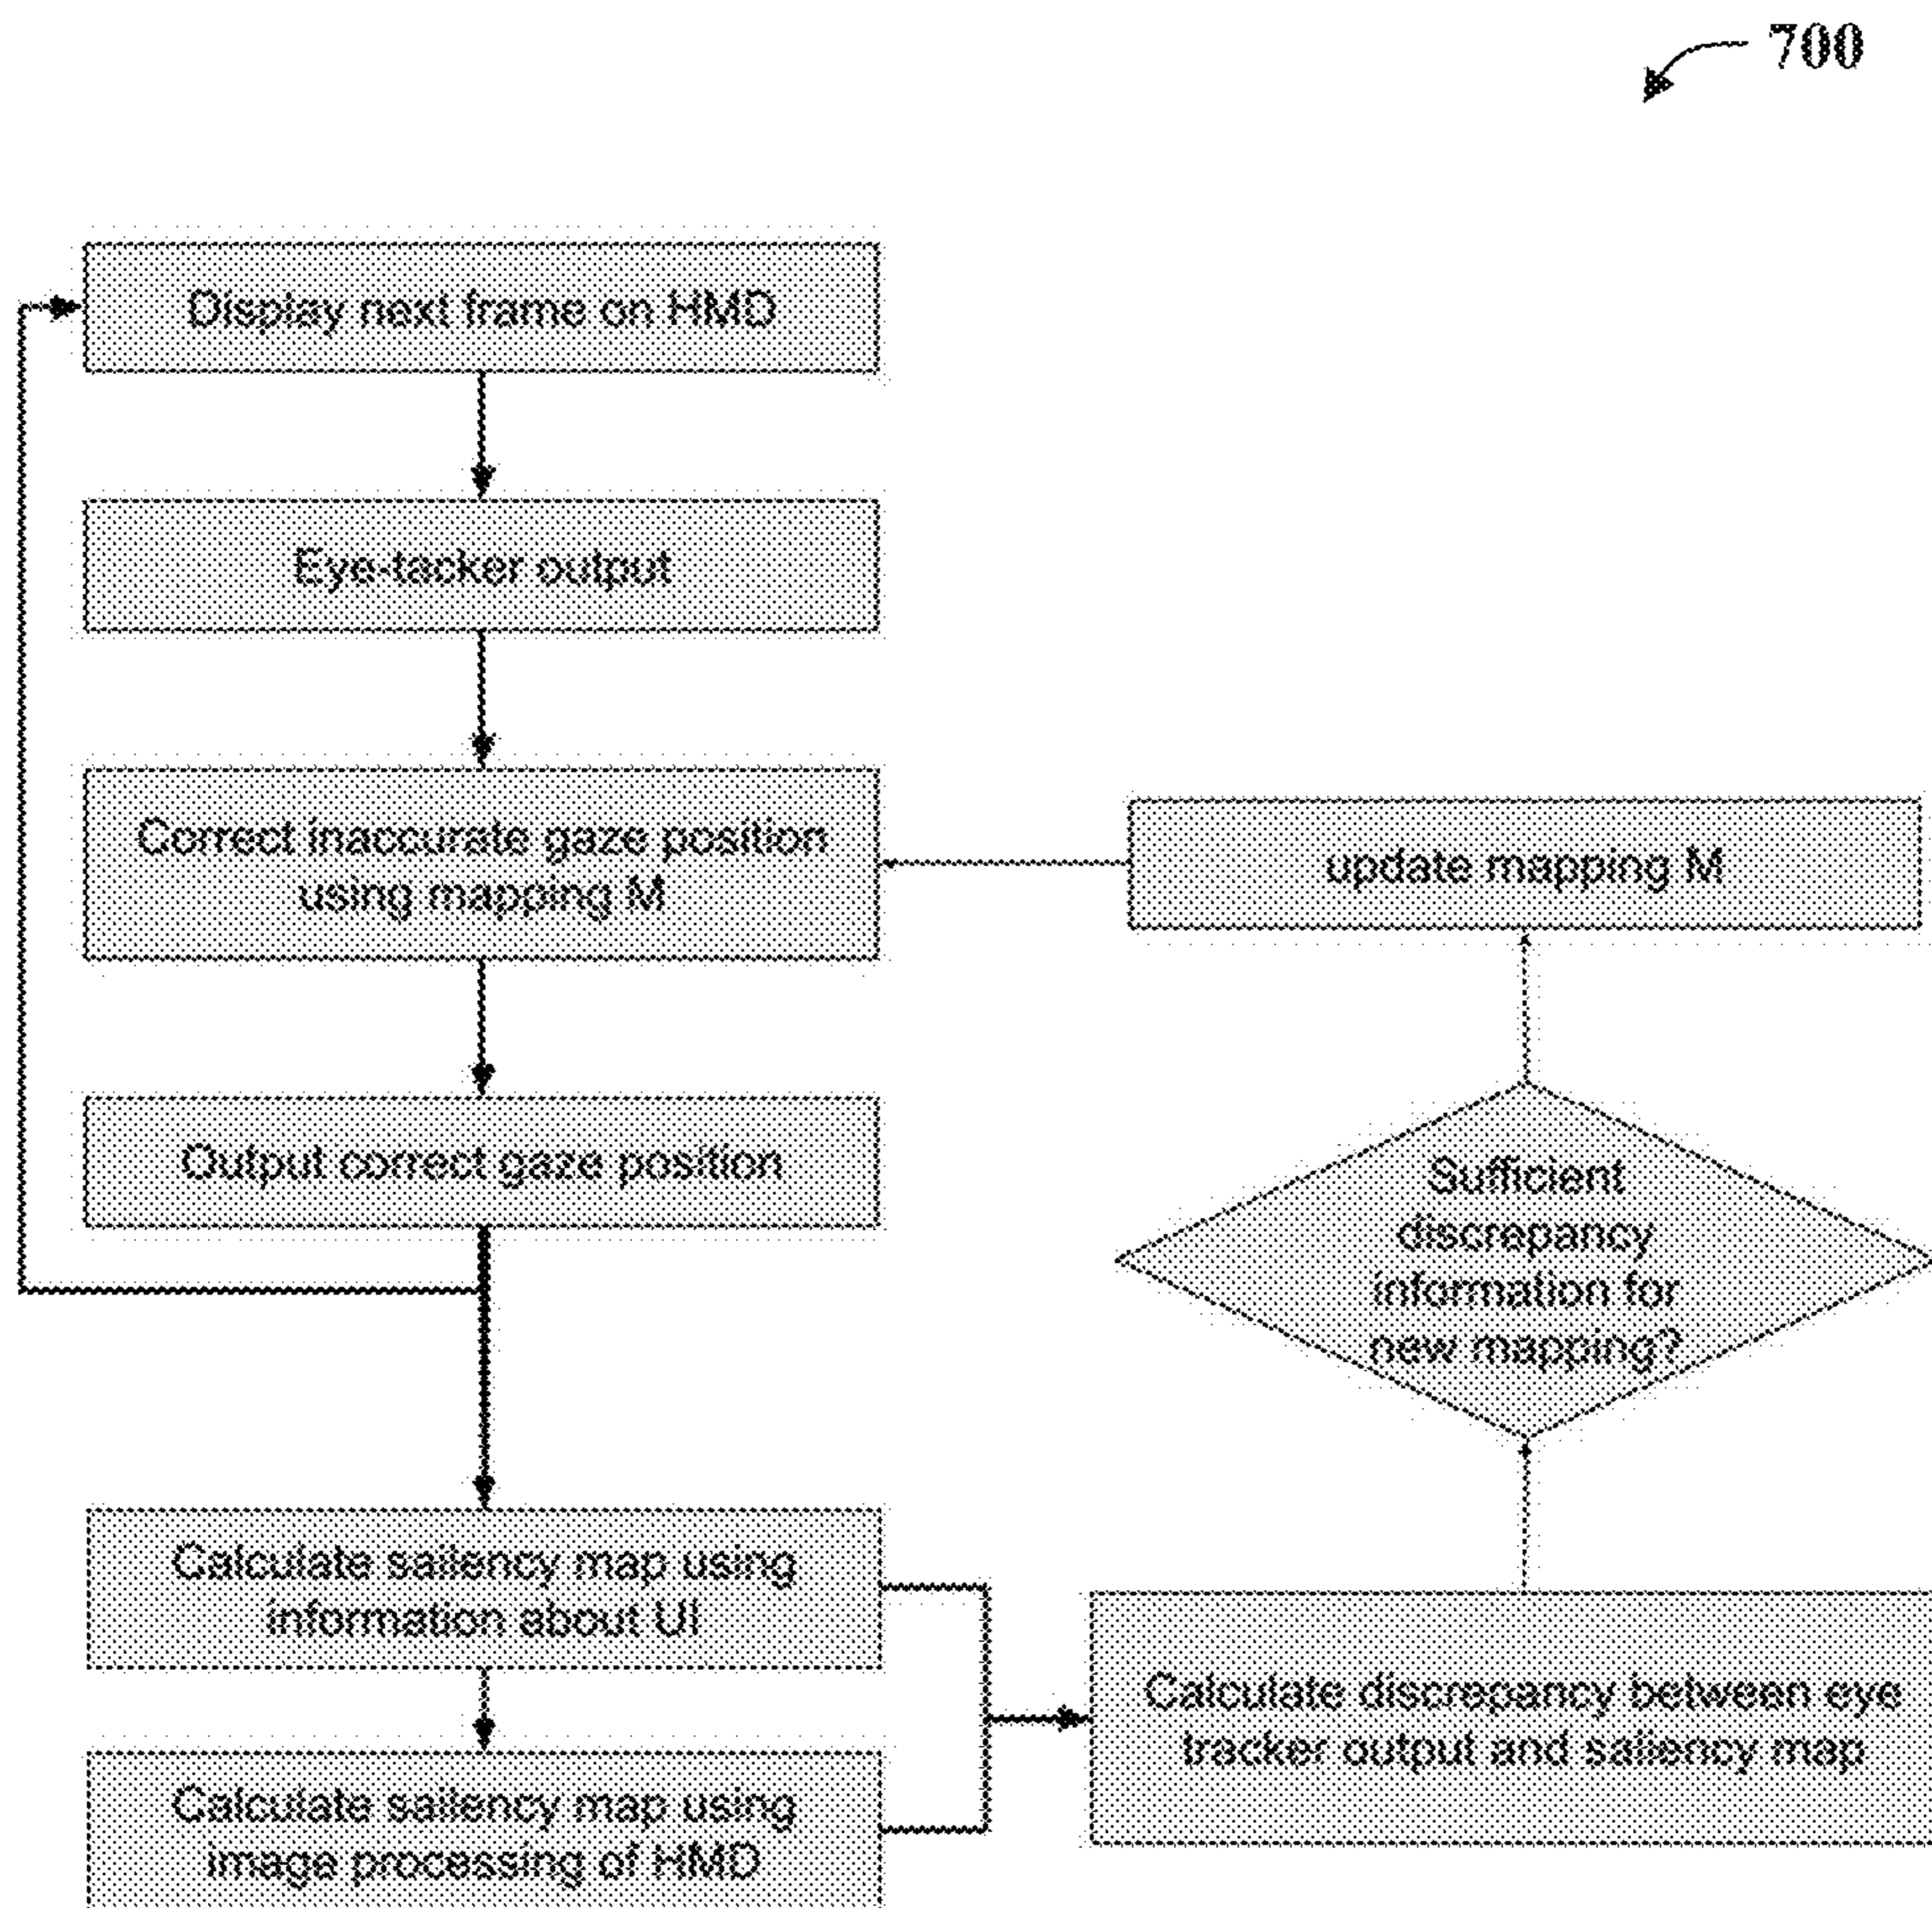 700
Display next frame on HMD
Eye-tacker output
Correct inaccurate gaze position
using mapping M
update mapping M
Output correct gaze position
Sufficient
discrepancy
information for
new mapping?
Calculate sailency map using
information about UI
Calculate discrepancy between eye
tracker output and saliency map
Calculate sailency map using
image processing of HMD